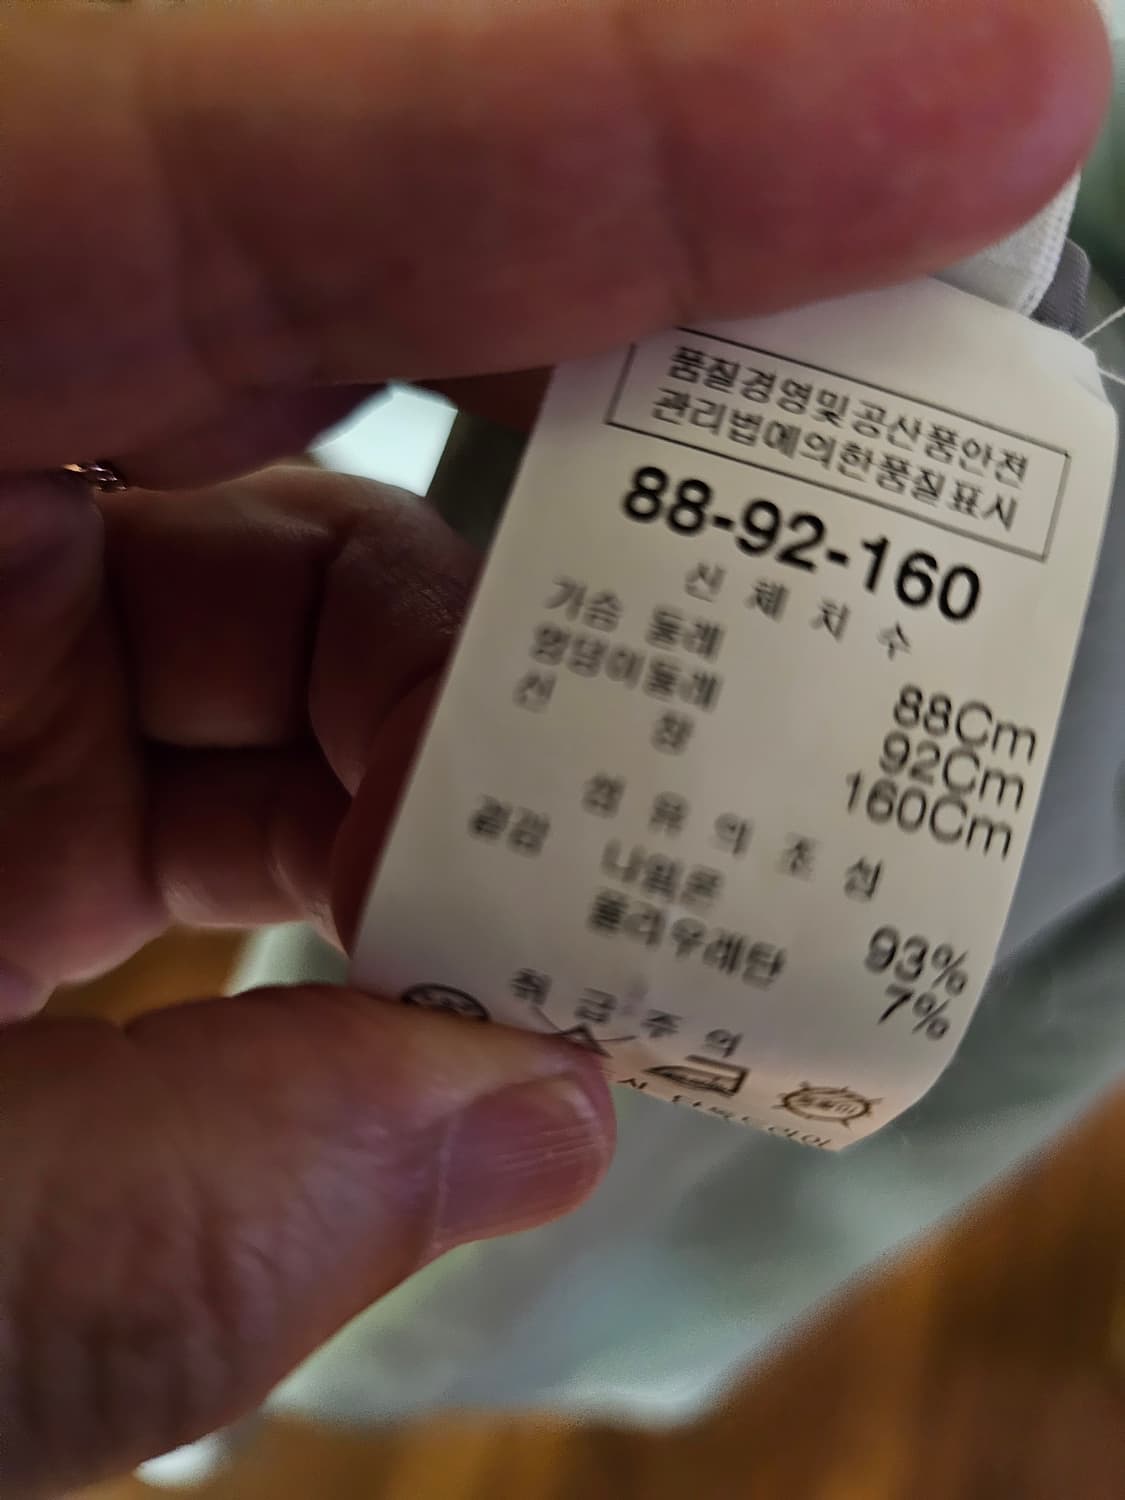 품질경영및공산품안전
관리법에의한품질표시
88-92-160
신 체 치 수
가슴 둘레 88Cm
엉덩이둘레 92Cm
신 장 160Cm
섬 유 의 조 성
겉감 나일론 93%
폴리우레탄 7%
취 급 주 의